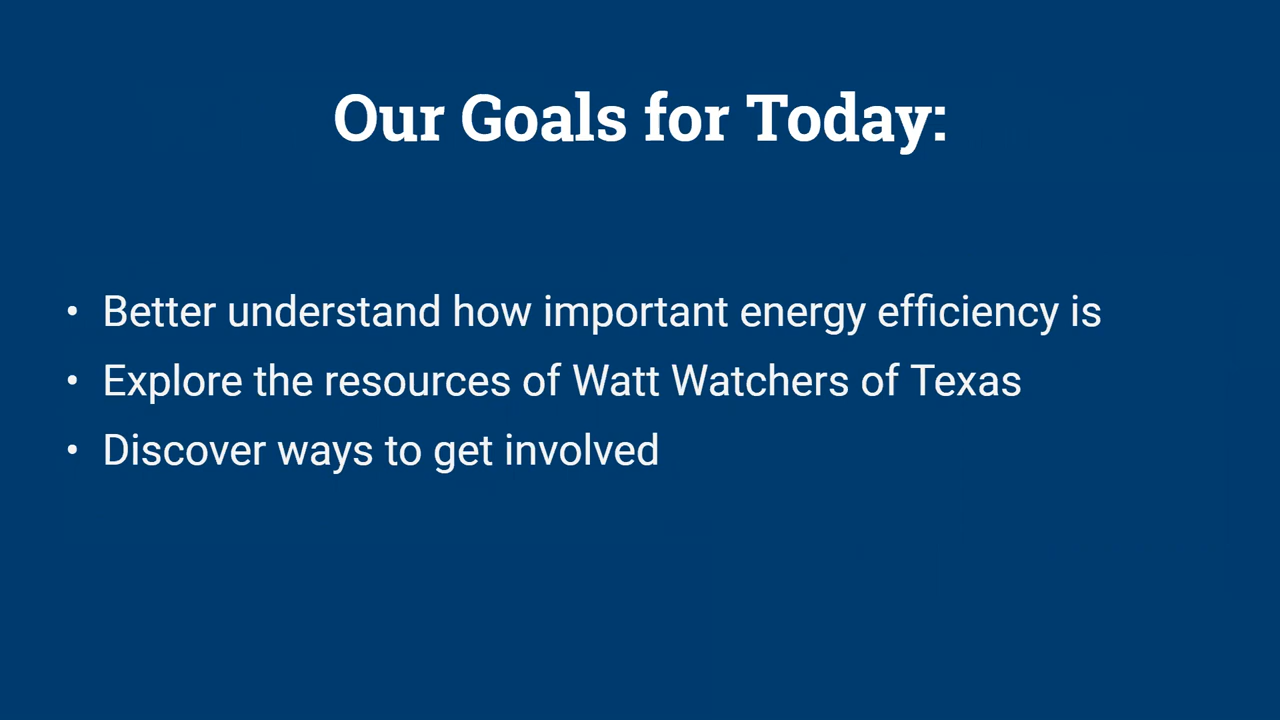 Our Goals for Today:
• Better understand how important energy efficiency is
• Explore the resources of Watt Watchers of Texas
• Discover ways to get involved